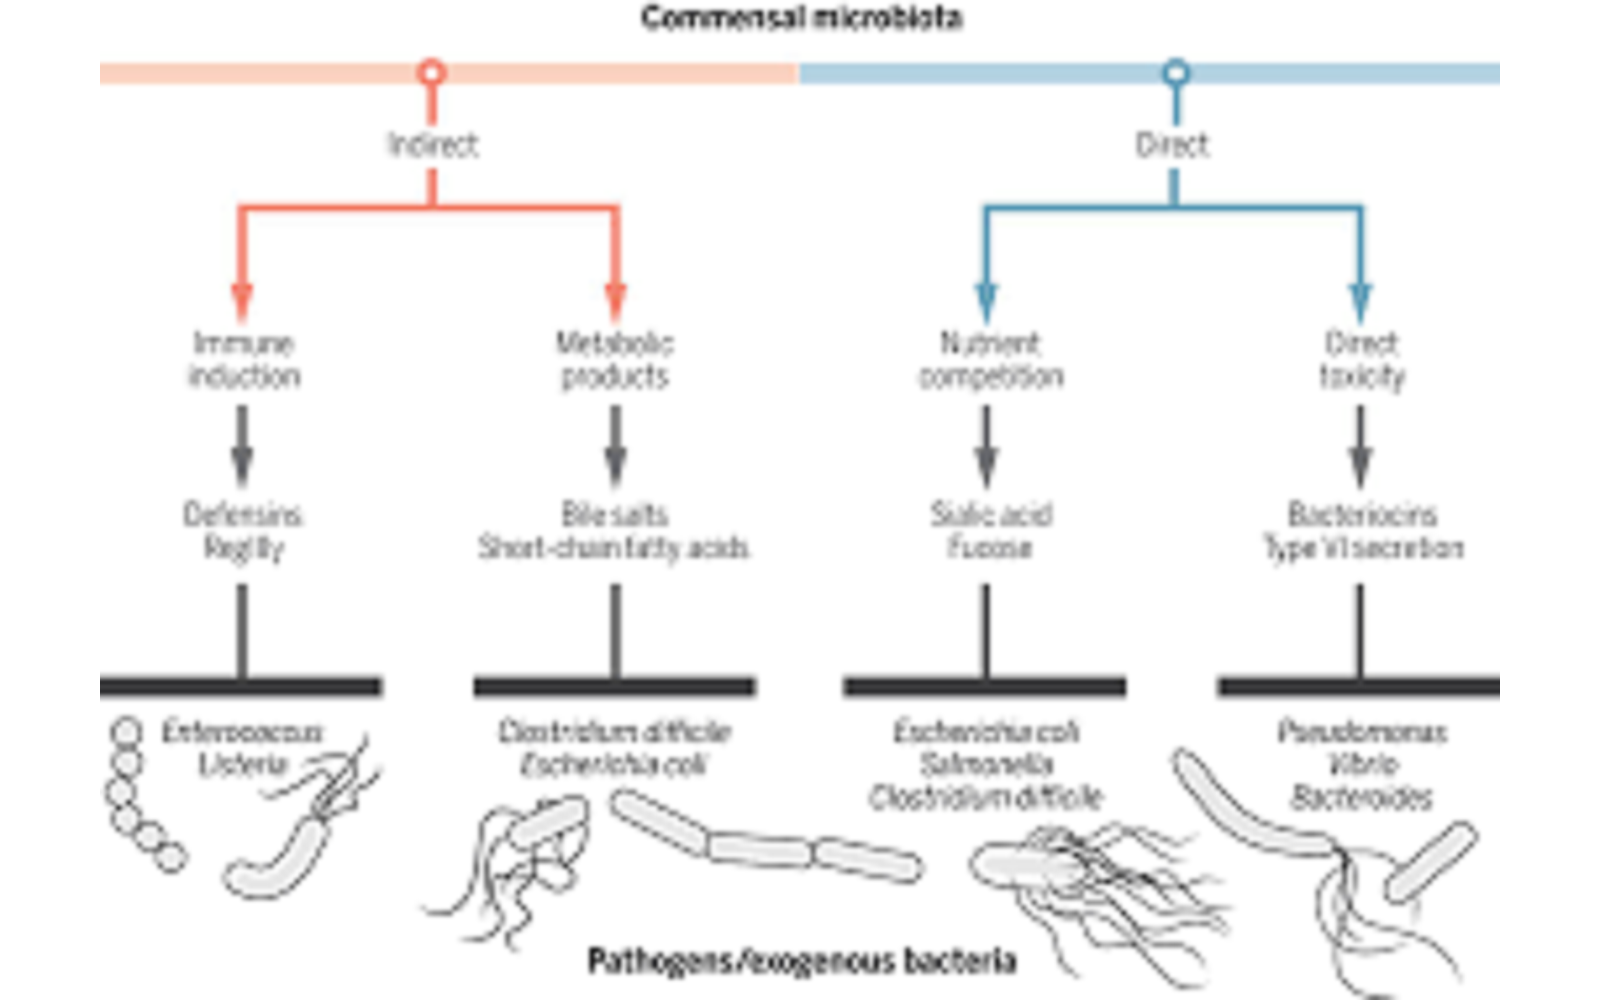 Commensal microbiota
Indirect
Direct
Immune
induction
Metabolic
products
Nutrient
competition
Direct
toxicity
Defensins
RegIIIγ
Bile salts
Short-chain fatty acids
Sialic acid
Fucose
Bacteriocins
Type VI secretion
Enterococcus
Listeria
Clostridium difficile
Escherichia coli
Escherichia coli
Salmonella
Clostridium difficile
Pseudomonas
Vibrio
Bacteroides
Pathogens/exogenous bacteria